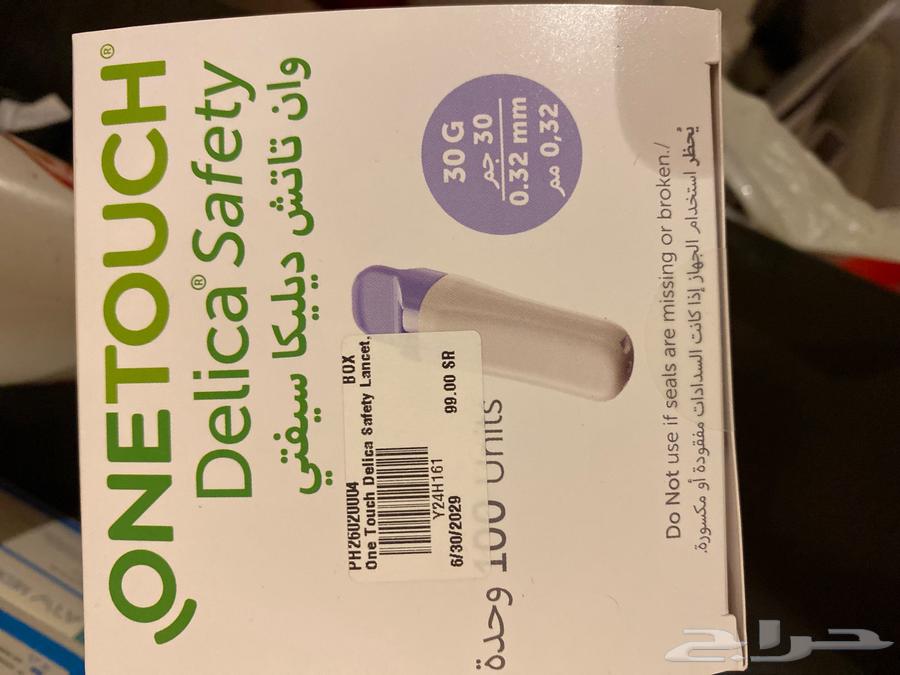 ONETOUCH®
Delica® Safety
وان تاتش ديليكا سيفتي
30 G
30 جم
0.32 mm
0,32 مم
PH26020004 BOX
One Touch Delica Safety Lancet,
Y24H161
6/30/2029 99.00 SR
100 Units
وحدة
Do Not use if seals are missing or broken./
يُحظر استخدام الجهاز إذا كانت السدادات مفقودة أو مكسورة.
حراج